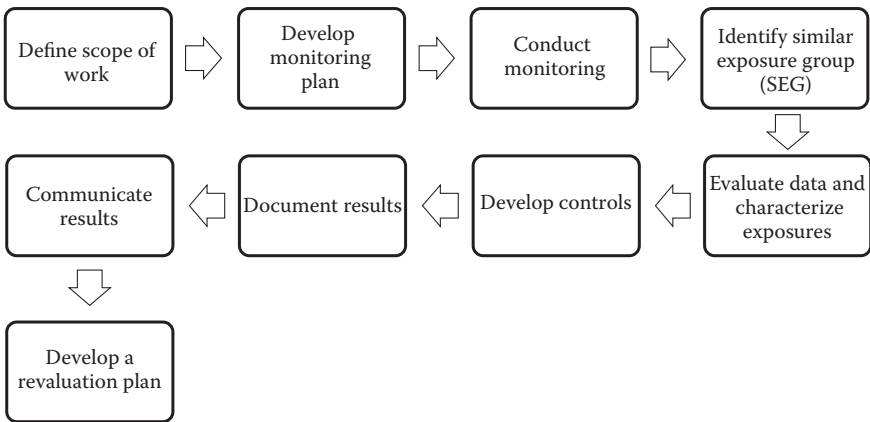 Define scope of
work
Develop
monitoring
plan
Conduct
monitoring
Identify similar
exposure group
(SEG)
Evaluate data and
characterize
exposures
Develop controls
Document results
Communicate
results
Develop a
revaluation plan